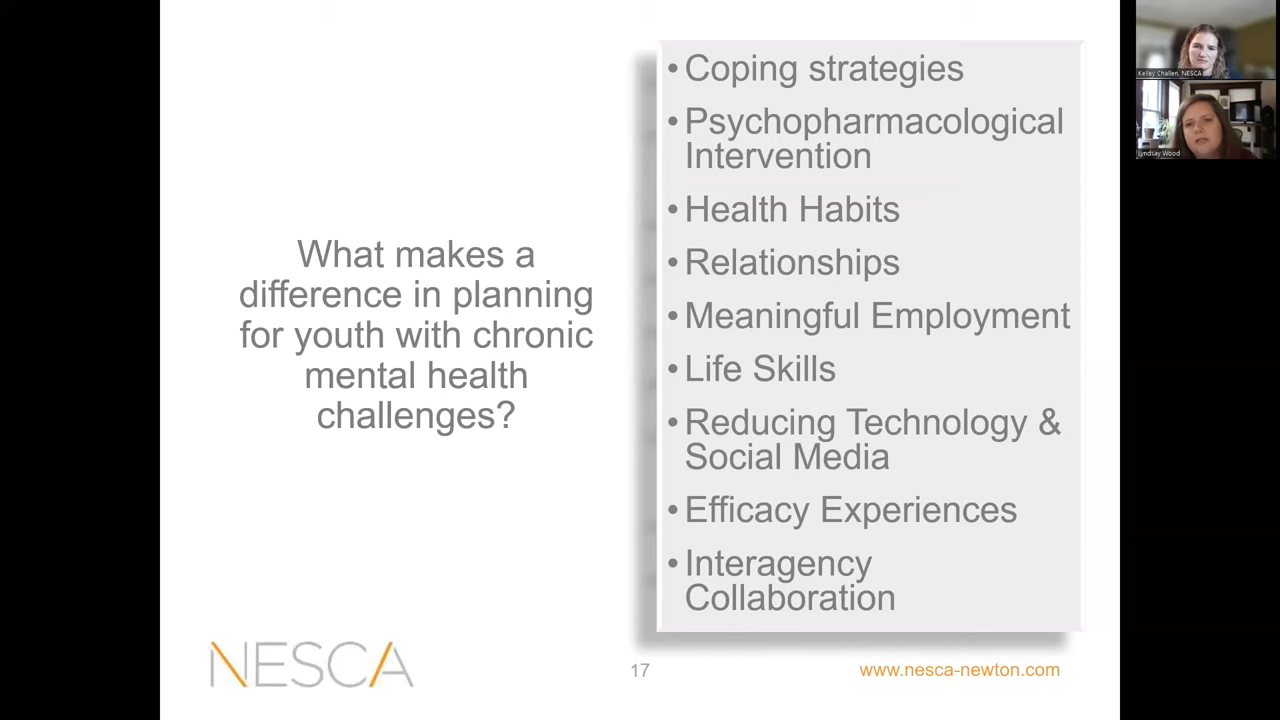 What makes a
difference in planning
for youth with chronic
mental health
challenges?
• Coping strategies
• Psychopharmacological
Intervention
• Health Habits
• Relationships
• Meaningful Employment
• Life Skills
• Reducing Technology &
Social Media
• Efficacy Experiences
• Interagency
Collaboration
NESCA
17
www.nesca-newton.com
Kelley Challen, NESCA
Lyndsay Wood